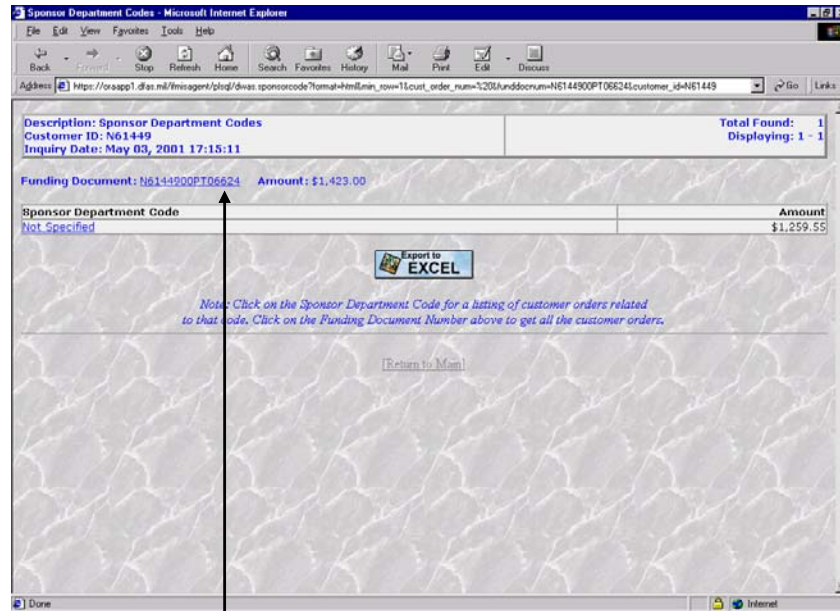 Sponsor Department Codes - Microsoft Internet Explorer
File Edit View Favorites Tools Help
Back Forward Stop Refresh Home Search Favorites History Mail Print Edit Discuss
Address https://oraapp1.dfas.mil/ifmisagent/plsql/dwas.sponsorcode?format=html&min_row=1&cust_order_num=%20&funddocnum=N6144900PT06624&customer_id=N61449 Go Links
Description: Sponsor Department Codes Total Found: 1
Customer ID: N61449 Displaying: 1 - 1
Inquiry Date: May 03, 2001 17:15:11
Funding Document: N6144900PT06624 Amount: $1,423.00
Sponsor Department Code Amount
Not Specified $1,259.55
Export to
EXCEL
Note: Click on the Sponsor Department Code for a listing of customer orders related
to that code. Click on the Funding Document Number above to get all the customer orders.
[Return to Main]
Done Internet